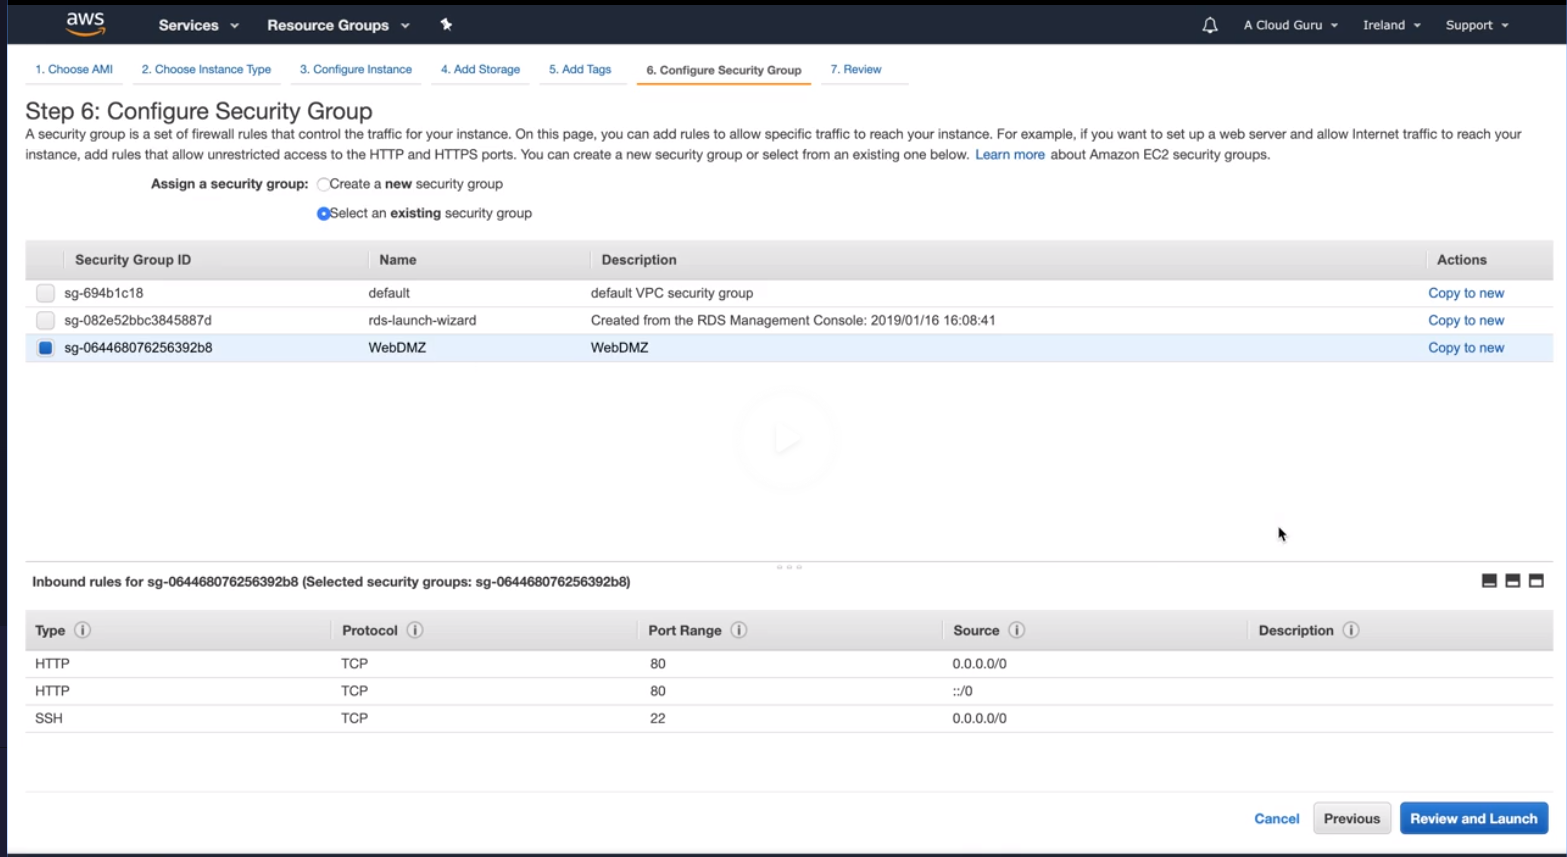 aws Services Resource Groups A Cloud Guru Ireland Support
1. Choose AMI 2. Choose Instance Type 3. Configure Instance 4. Add Storage 5. Add Tags 6. Configure Security Group 7. Review
Step 6: Configure Security Group
A security group is a set of firewall rules that control the traffic for your instance. On this page, you can add rules to allow specific traffic to reach your instance. For example, if you want to set up a web server and allow Internet traffic to reach your
instance, add rules that allow unrestricted access to the HTTP and HTTPS ports. You can create a new security group or select from an existing one below. Learn more about Amazon EC2 security groups.
Assign a security group: Create a new security group
Select an existing security group
Security Group ID Name Description Actions
sg-694b1c18 default default VPC security group Copy to new
sg-082e52bbc3845887d rds-launch-wizard Created from the RDS Management Console: 2019/01/16 16:08:41 Copy to new
sg-064468076256392b8 WebDMZ WebDMZ Copy to new
Inbound rules for sg-064468076256392b8 (Selected security groups: sg-064468076256392b8)
Type i Protocol i Port Range i Source i Description i
HTTP TCP 80 0.0.0.0/0
HTTP TCP 80 ::/0
SSH TCP 22 0.0.0.0/0
Cancel Previous Review and Launch